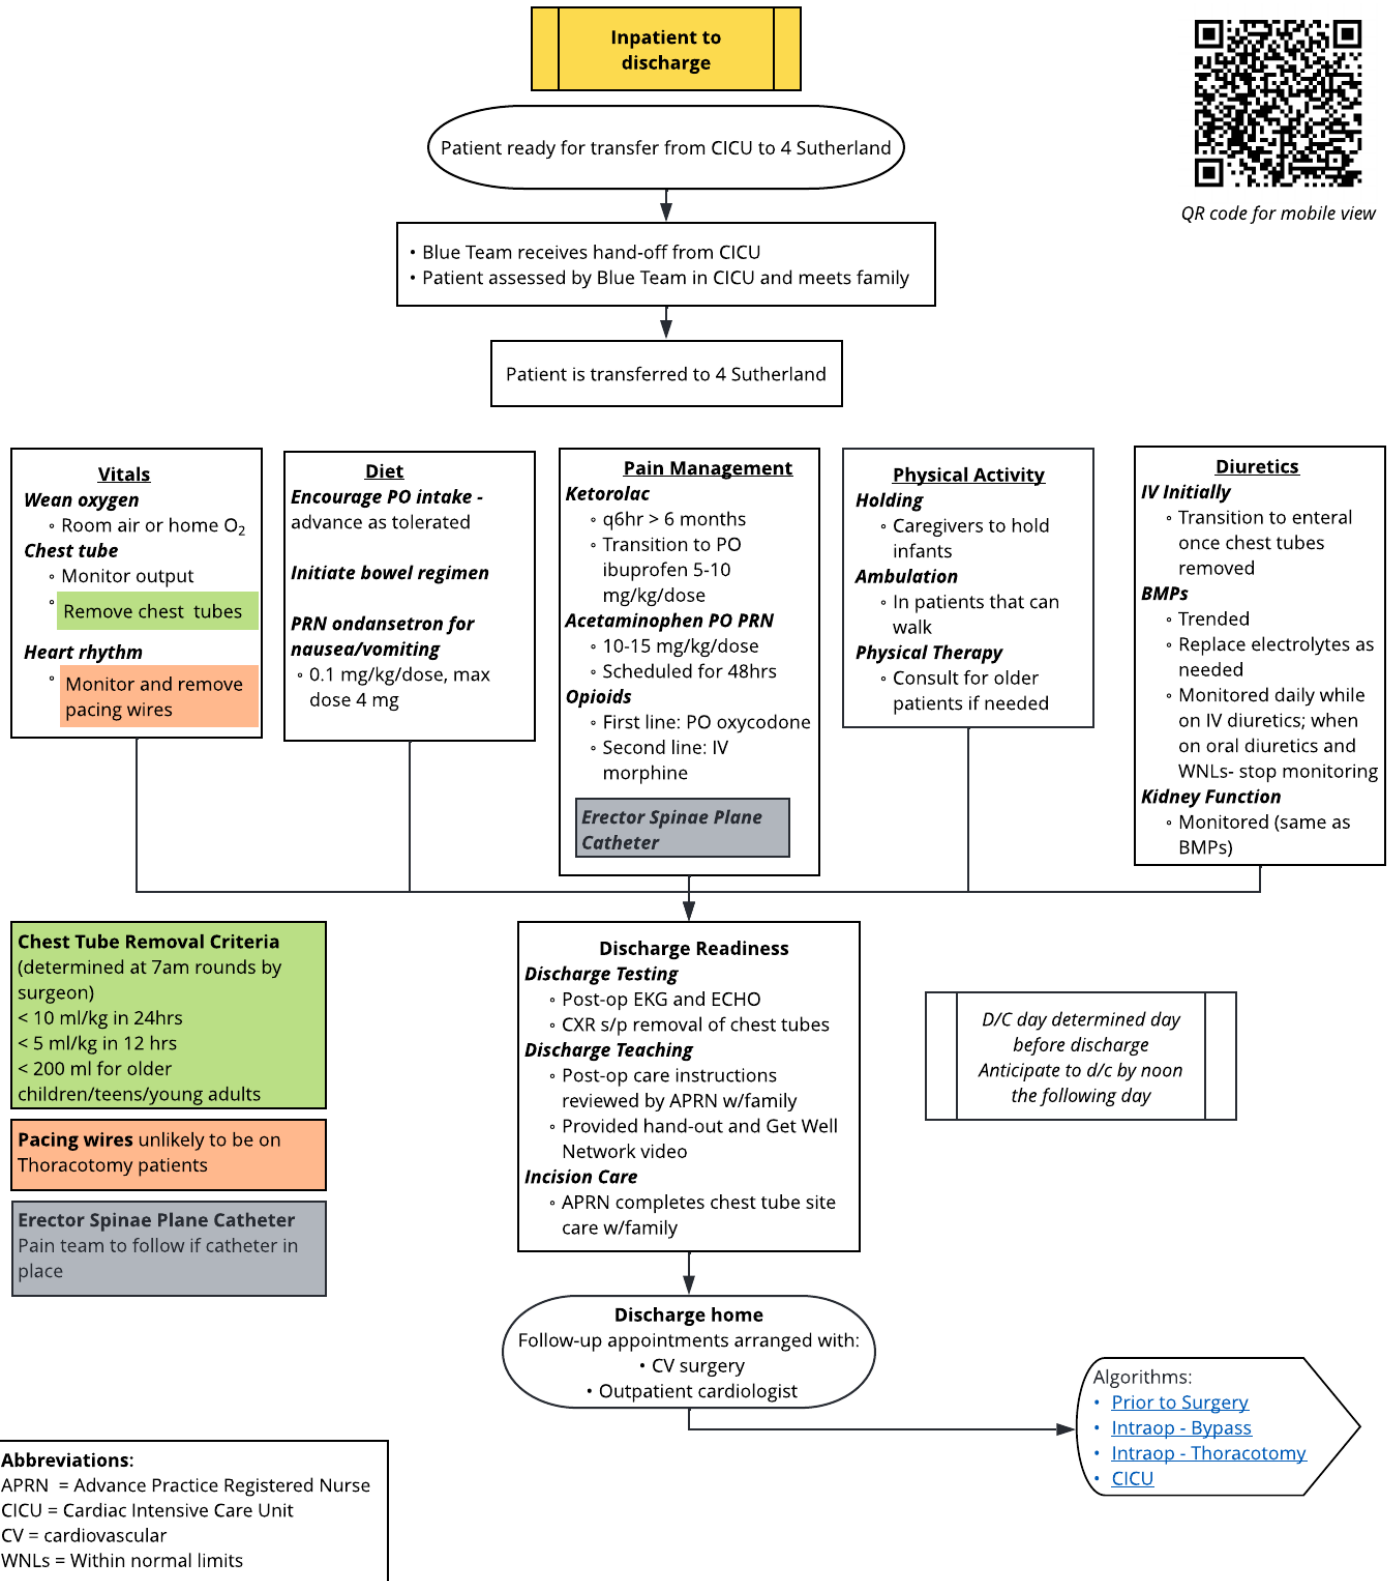 Inpatient to
discharge
QR code for mobile view
Patient ready for transfer from CICU to 4 Sutherland
• Blue Team receives hand-off from CICU
• Patient assessed by Blue Team in CICU and meets family
Patient is transferred to 4 Sutherland
Vitals
Wean oxygen
◦ Room air or home O₂
Chest tube
◦ Monitor output
◦ Remove chest tubes
Heart rhythm
◦ Monitor and remove
pacing wires
Diet
Encourage PO intake -
advance as tolerated
Initiate bowel regimen
PRN ondansetron for
nausea/vomiting
◦ 0.1 mg/kg/dose, max
dose 4 mg
Pain Management
Ketorolac
◦ q6hr > 6 months
◦ Transition to PO
ibuprofen 5-10
mg/kg/dose
Acetaminophen PO PRN
◦ 10-15 mg/kg/dose
◦ Scheduled for 48hrs
Opioids
◦ First line: PO oxycodone
◦ Second line: IV
morphine
Erector Spinae Plane
Catheter
Physical Activity
Holding
◦ Caregivers to hold
infants
Ambulation
◦ In patients that can
walk
Physical Therapy
◦ Consult for older
patients if needed
Diuretics
IV Initially
◦ Transition to enteral
once chest tubes
removed
BMPs
◦ Trended
◦ Replace electrolytes as
needed
◦ Monitored daily while
on IV diuretics; when
on oral diuretics and
WNLs- stop monitoring
Kidney Function
◦ Monitored (same as
BMPs)
Chest Tube Removal Criteria
(determined at 7am rounds by
surgeon)
< 10 ml/kg in 24hrs
< 5 ml/kg in 12 hrs
< 200 ml for older
children/teens/young adults
Pacing wires unlikely to be on
Thoracotomy patients
Erector Spinae Plane Catheter
Pain team to follow if catheter in
place
Discharge Readiness
Discharge Testing
◦ Post-op EKG and ECHO
◦ CXR s/p removal of chest tubes
Discharge Teaching
◦ Post-op care instructions
reviewed by APRN w/family
◦ Provided hand-out and Get Well
Network video
Incision Care
◦ APRN completes chest tube site
care w/family
D/C day determined day
before discharge
Anticipate to d/c by noon
the following day
Discharge home
Follow-up appointments arranged with:
• CV surgery
• Outpatient cardiologist
Algorithms:
• Prior to Surgery
• Intraop - Bypass
• Intraop - Thoracotomy
• CICU
Abbreviations:
APRN = Advance Practice Registered Nurse
CICU = Cardiac Intensive Care Unit
CV = cardiovascular
WNLs = Within normal limits